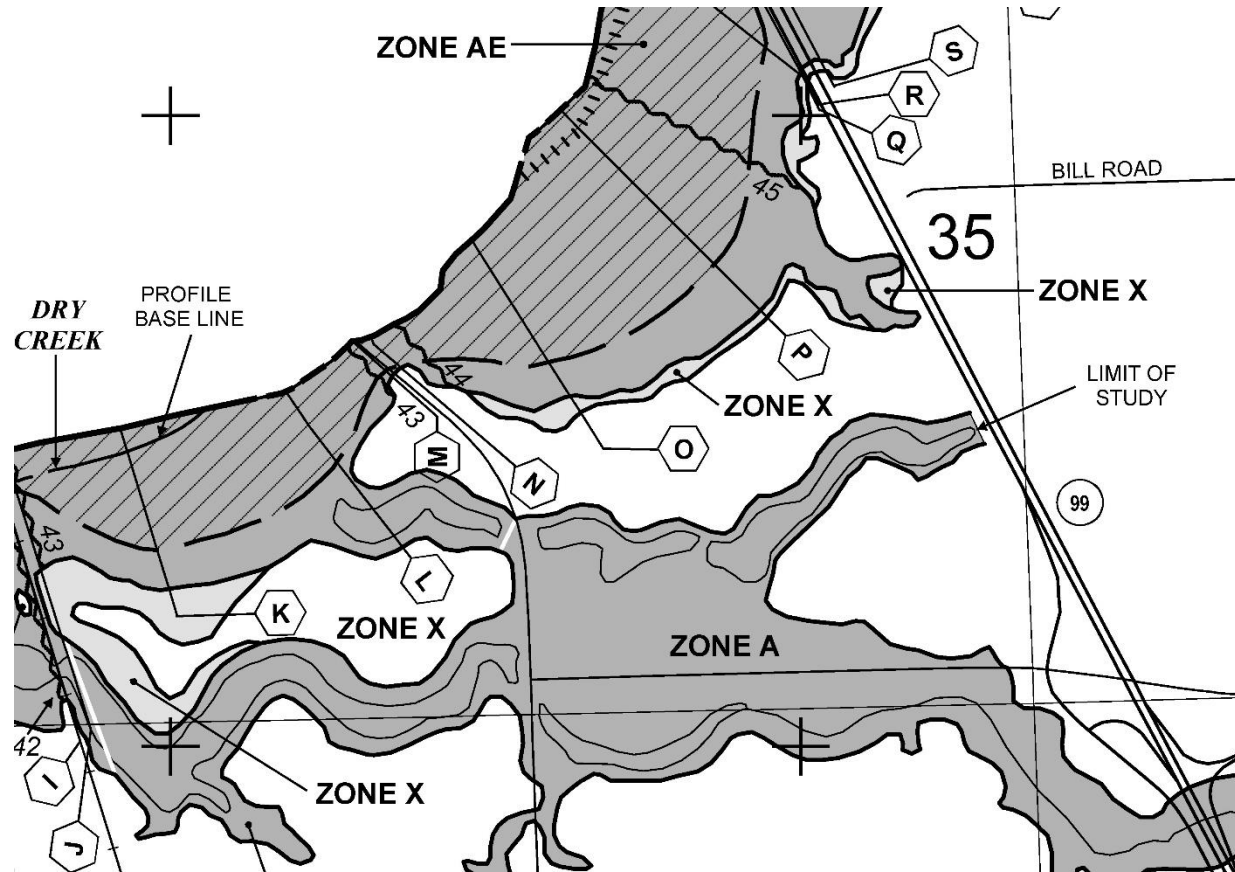 ZONE AE
S
R
Q
45
BILL ROAD
35
ZONE X
DRY
CREEK
PROFILE
BASE LINE
P
LIMIT OF
STUDY
44
43
ZONE X
M
N
O
99
43
L
K
ZONE X
ZONE A
42
I
J
ZONE X